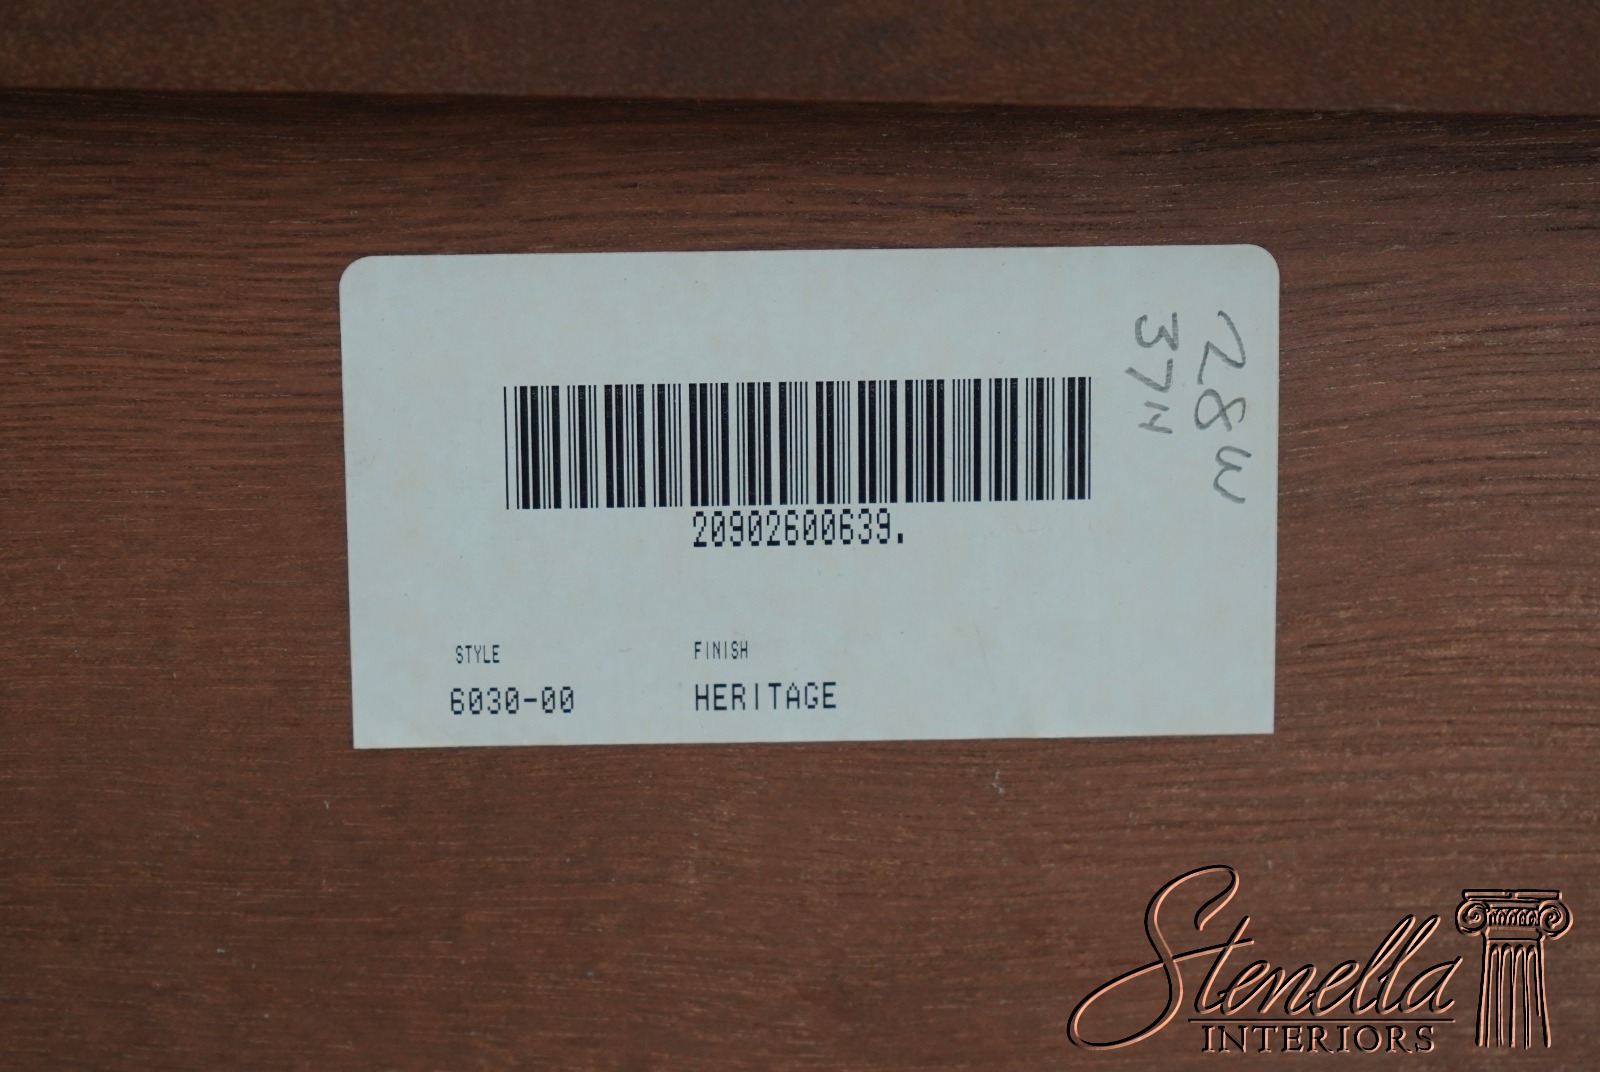 28W
37H
20902600639.
STYLE FINISH
6030-00 HERITAGE
Stenella
INTERIORS